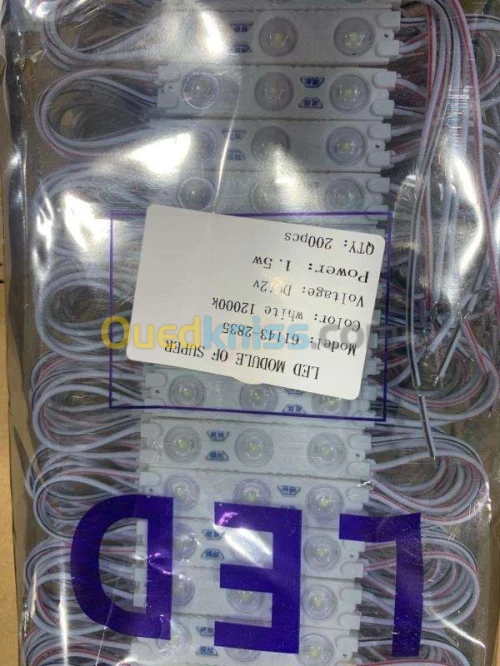 LED MODULE OF SUPER
Model:61143-2835
Color: white 12000k
Voltage: DC12v
Power: 1.5w
QTY: 200pcs
Ouedkniss.com
LED